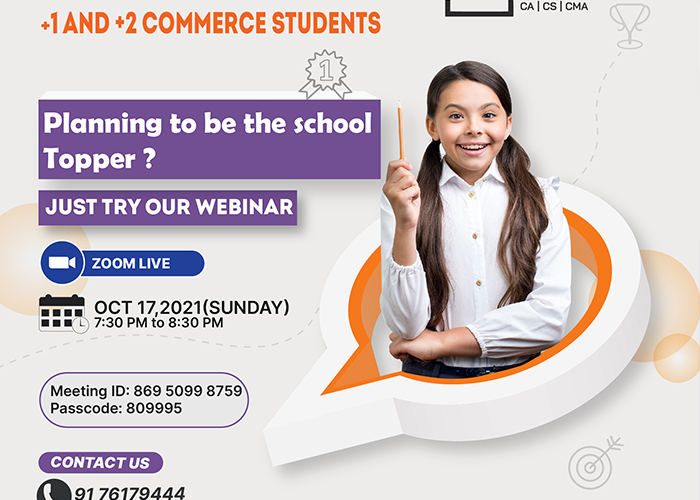 CA | CS | CMA
+1 AND +2 COMMERCE STUDENTS
1
Planning to be the school
Topper ?
JUST TRY OUR WEBINAR
ZOOM LIVE
OCT 17,2021(SUNDAY)
7:30 PM to 8:30 PM
Meeting ID: 869 5099 8759
Passcode: 809995
CONTACT US
91 76179444